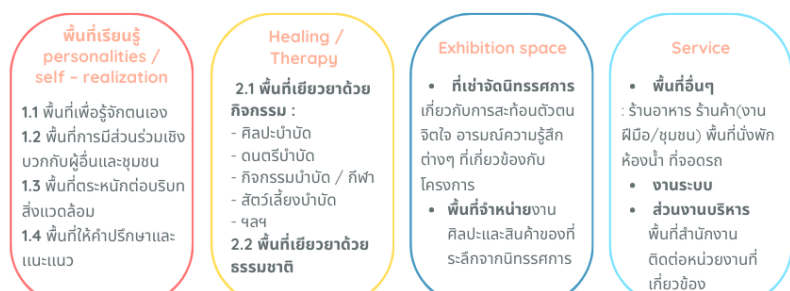 พื้นที่เรียนรู้
personalities /
self – realization
1.1 พื้นที่เพื่อรู้จักตนเอง
1.2 พื้นที่การมีส่วนร่วมเชิง
บวกกับผู้อื่นและชุมชน
1.3 พื้นที่ตระหนักต่อบริบท
สิ่งแวดล้อม
1.4 พื้นที่ให้คำปรึกษาและ
แนะแนว
Healing /
Therapy
2.1 พื้นที่เยียวยาด้วย
กิจกรรม :
- ศิลปะบำบัด
- ดนตรีบำบัด
- กิจกรรมบำบัด / กีฬา
- สัตว์เลี้ยงบำบัด
- ฯลฯ
2.2 พื้นที่เยียวยาด้วย
ธรรมชาติ
Exhibition space
• ที่เช่าจัดนิทรรศการ
เกี่ยวกับการสะท้อนตัวตน
จิตใจ อารมณ์ความรู้สึก
ต่างๆ ที่เกี่ยวข้องกับ
โครงการ
• พื้นที่จำหน่ายงาน
ศิลปะและสินค้าของที่
ระลึกจากนิทรรศการ
Service
• พื้นที่อื่นๆ
: ร้านอาหาร ร้านค้า(งาน
ฝีมือ/ชุมชน) พื้นที่นั่งพัก
ห้องน้ำ ที่จอดรถ
• งานระบบ
• ส่วนงานบริหาร
พื้นที่สำนักงาน
ติดต่อหน่วยงานที่
เกี่ยวข้อง